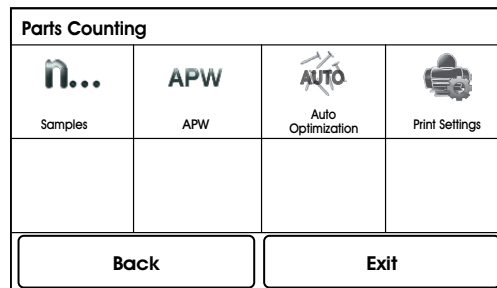 Parts Counting
n...
APW
AUTO
Samples
APW
Auto
Optimization
Print Settings
Back
Exit